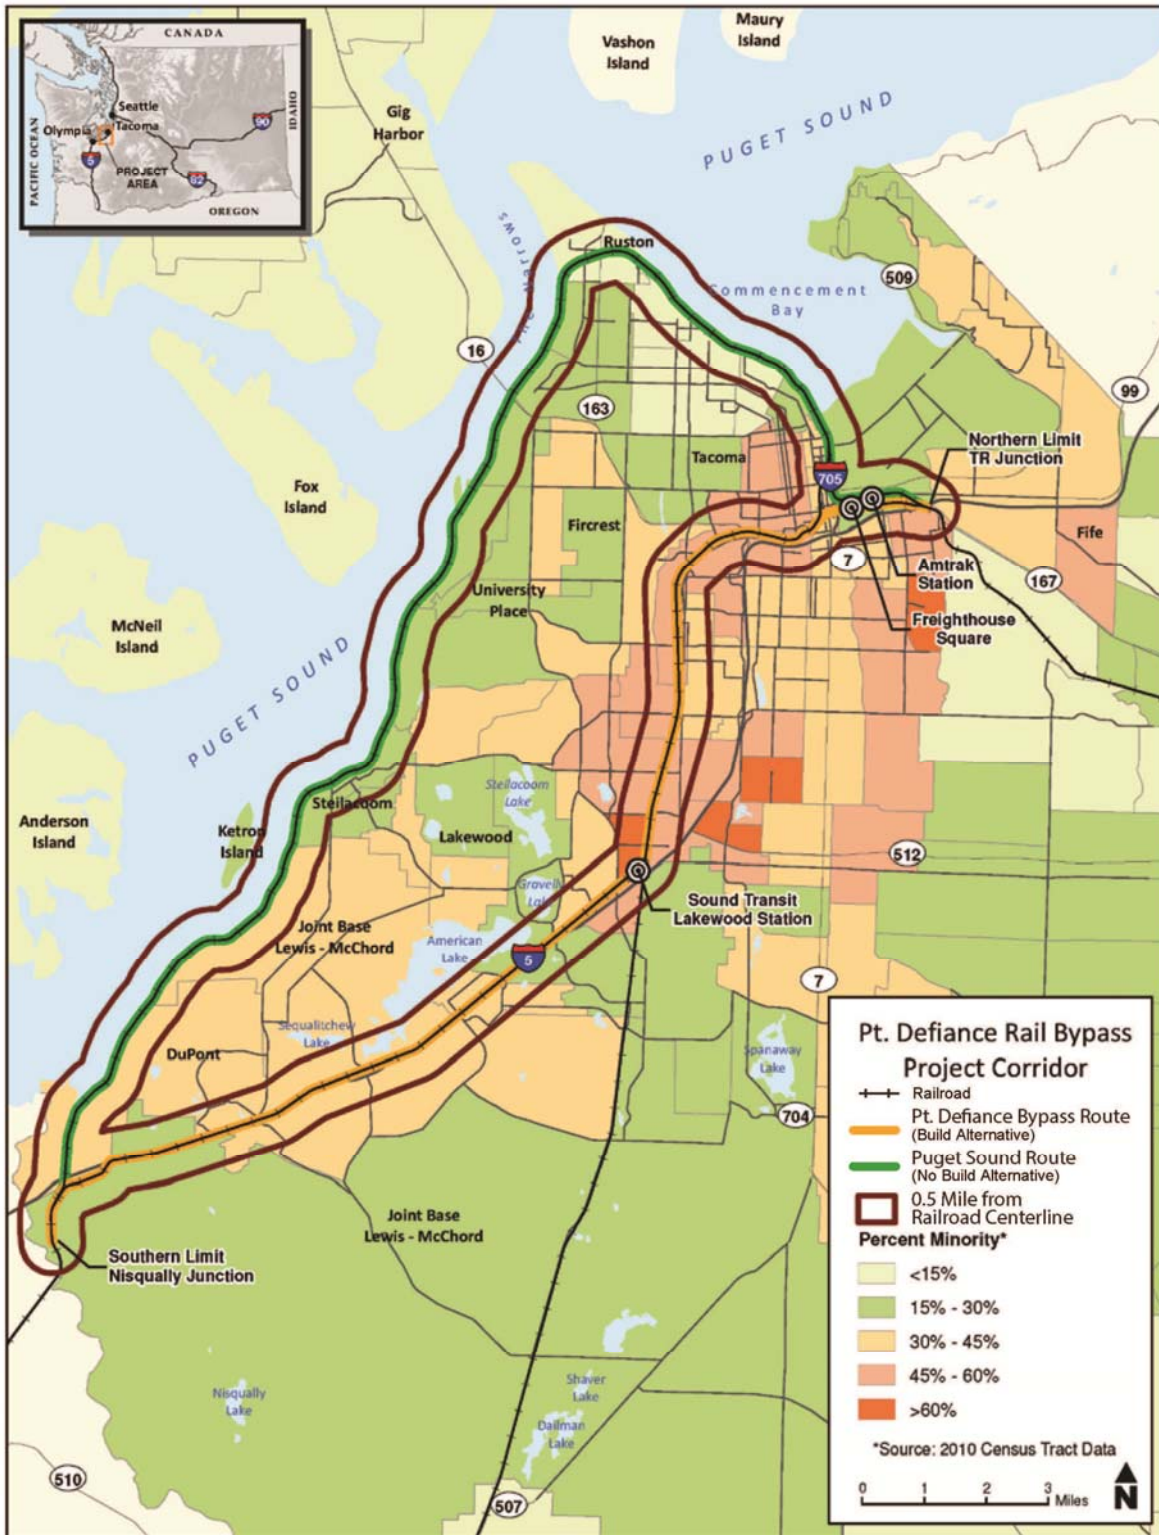 CANADA
Seattle
Olympia
Tacoma
90
5
PROJECT
AREA
82
PACIFIC OCEAN
IDAHO
OREGON
Maury
Island
Vashon
Island
Gig
Harbor
PUGET SOUND
The Narrows
Ruston
Commencement
Bay
509
16
99
163
Northern Limit
TR Junction
Tacoma
705
Fox
Island
Fircrest
Fife
7
Amtrak
Station
167
University
Place
Freighthouse
Square
McNeil
Island
PUGET SOUND
Steilacoom
Lake
Steilacoom
Anderson
Island
Ketron
Island
Lakewood
512
Gravelly
Lake
Sound Transit
Lakewood Station
Joint Base
Lewis - McChord
American
Lake
5
7
Sequalitchew
Lake
DuPont
Spanaway
Lake
704
Joint Base
Lewis - McChord
Southern Limit
Nisqually Junction
Nisqually
Lake
Shaver
Lake
Dailman
Lake
510
507
Pt. Defiance Rail Bypass
Project Corridor
Railroad
Pt. Defiance Bypass Route
(Build Alternative)
Puget Sound Route
(No Build Alternative)
0.5 Mile from
Railroad Centerline
Percent Minority*
<15%
15% - 30%
30% - 45%
45% - 60%
>60%
*Source: 2010 Census Tract Data
0 1 2 3 Miles
N